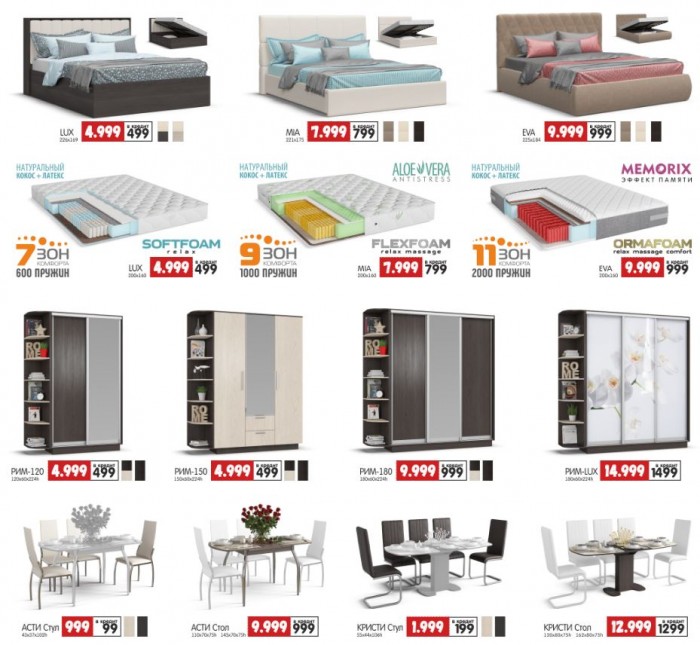 LUX
226x169
4.999
в кредит
499
MIA
221x175
7.999
в кредит
799
EVA
225x184
9.999
в кредит
999
НАТУРАЛЬНЫЙ
КОКОС + ЛАТЕКС
7 ЗОН
КОМФОРТА
600 ПРУЖИН
SOFTFOAM
relax
LUX
200x160
4.999
в кредит
499
НАТУРАЛЬНЫЙ
КОКОС + ЛАТЕКС
ALOE VERA
ANTISTRESS
9 ЗОН
КОМФОРТА
1000 ПРУЖИН
FLEXFOAM
relax massage
MIA
200x160
7.999
в кредит
799
НАТУРАЛЬНЫЙ
КОКОС + ЛАТЕКС
MEMORIX
ЭФФЕКТ ПАМЯТИ
11 ЗОН
КОМФОРТА
2000 ПРУЖИН
ORMAFOAM
relax massage comfort
EVA
200x160
9.999
в кредит
999
ROME
РИМ-120
120x60x224h
4.999
в кредит
499
ROME
РИМ-150
150x60x224h
4.999
в кредит
499
ROME
РИМ-180
180x60x224h
9.999
в кредит
999
ROME
РИМ-LUX
180x60x224h
14.999
в кредит
1499
АСТИ Стул
999
в кредит
99
АСТИ Стол
110x70x75h 140x70x75h
9.999
в кредит
999
КРИСТИ Стул
1.999
в кредит
199
КРИСТИ Стол
12.999
в кредит
1299